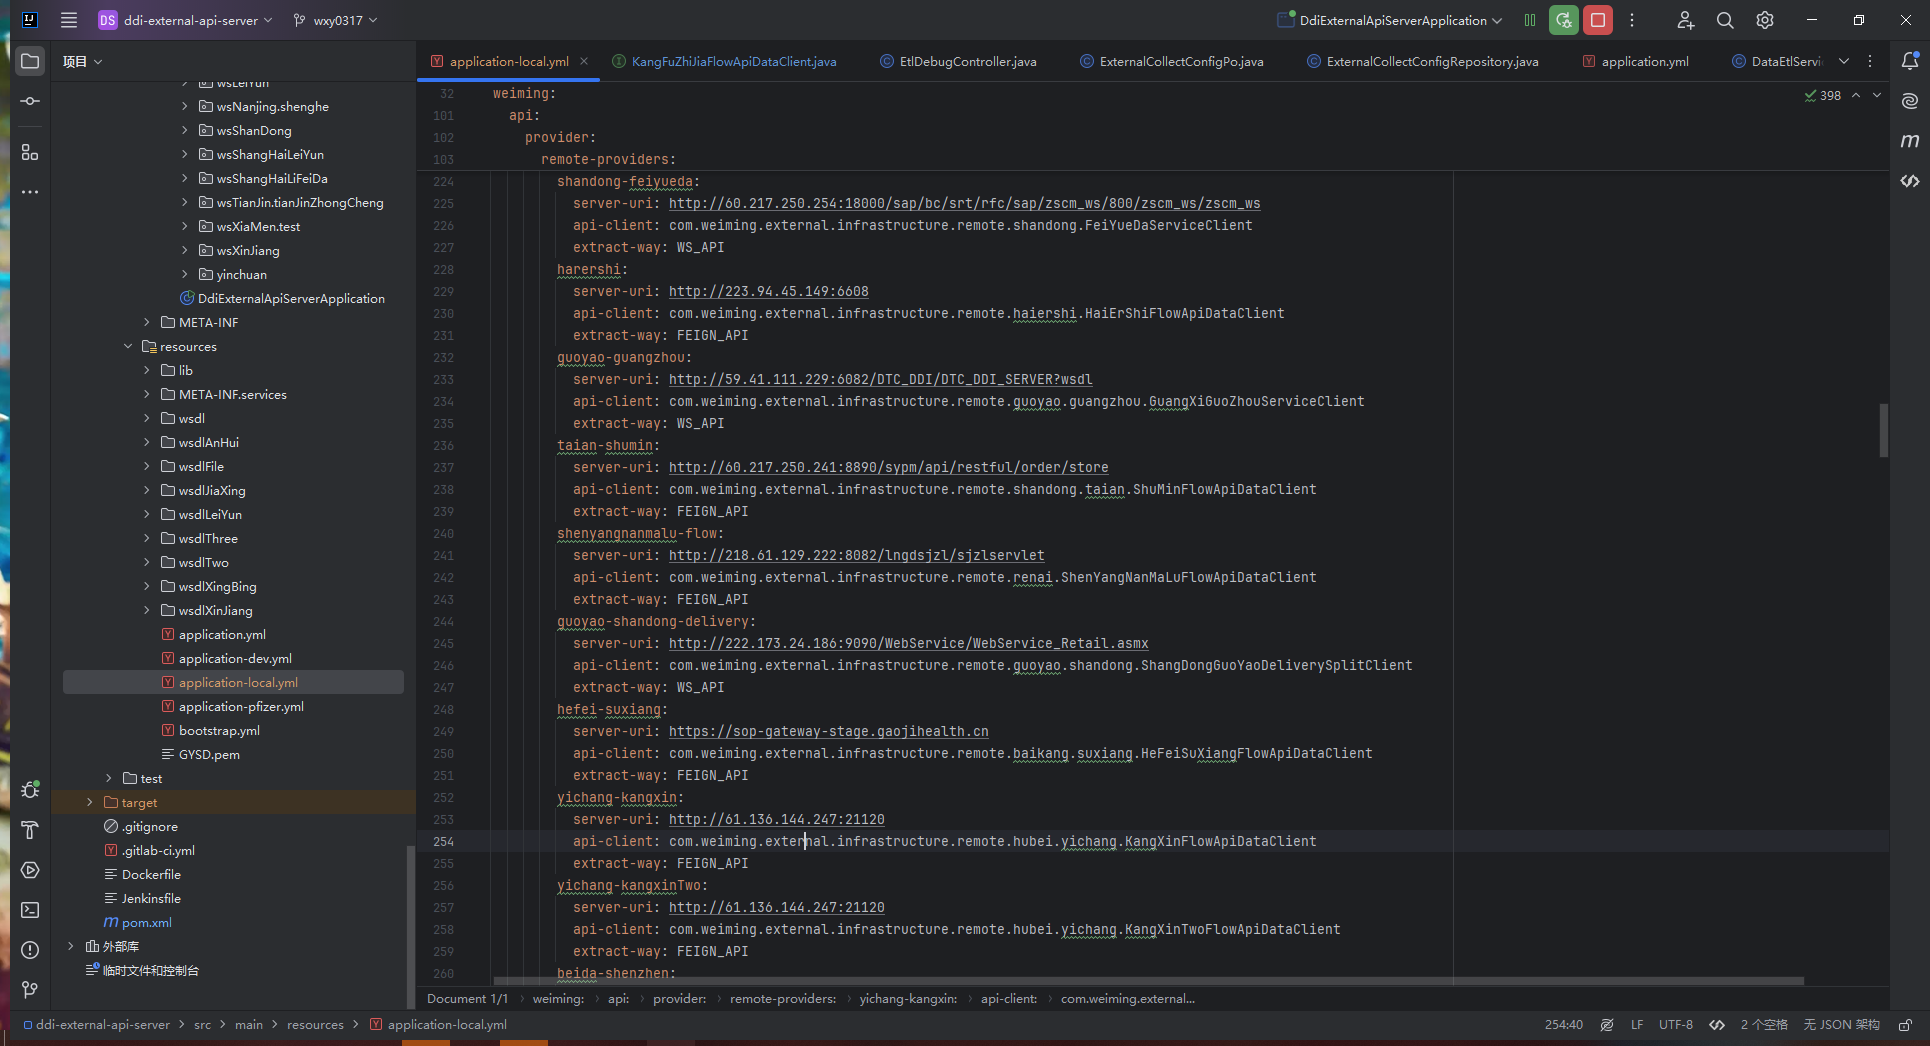 DS ddi-external-api-server
wxy0317
DdiExternalApiServerApplication
项目
application-local.yml
KangFuZhiJiaFlowApiDataClient.java
EtlDebugController.java
ExternalCollectConfigPo.java
ExternalCollectConfigRepository.java
application.yml
DataEtlServi
wsLeiYun
wsNanjing.shenghe
wsShanDong
wsShangHaiLeiYun
wsShangHaiLiFeiDa
wsTianJin.tianJinZhongCheng
wsXiaMen.test
wsXinJiang
yinchuan
DdiExternalApiServerApplication
META-INF
resources
lib
META-INF.services
wsdl
wsdlAnHui
wsdlFile
wsdlJiaXing
wsdlLeiYun
wsdlThree
wsdlTwo
wsdlXingBing
wsdlXinJiang
application.yml
application-dev.yml
application-local.yml
application-pfizer.yml
bootstrap.yml
GYSD.pem
test
target
.gitignore
.gitlab-ci.yml
Dockerfile
Jenkinsfile
pom.xml
外部库
临时文件和控制台
398
32 weiming:
101 api:
102 provider:
103 remote-providers:
224 shandong-feiyueda:
225 server-uri: http://60.217.250.254:18000/sap/bc/srt/rfc/sap/zscm_ws/800/zscm_ws/zscm_ws
226 api-client: com.weiming.external.infrastructure.remote.shandong.FeiYueDaServiceClient
227 extract-way: WS_API
228 harershi:
229 server-uri: http://223.94.45.149:6608
230 api-client: com.weiming.external.infrastructure.remote.haiershi.HaiErShiFlowApiDataClient
231 extract-way: FEIGN_API
232 guoyao-guangzhou:
233 server-uri: http://59.41.111.229:6082/DTC_DDI/DTC_DDI_SERVER?wsdl
234 api-client: com.weiming.external.infrastructure.remote.guoyao.guangzhou.GuangXiGuoZhouServiceClient
235 extract-way: WS_API
236 taian-shumin:
237 server-uri: http://60.217.250.241:8890/sypm/api/restful/order/store
238 api-client: com.weiming.external.infrastructure.remote.shandong.taian.ShuMinFlowApiDataClient
239 extract-way: FEIGN_API
240 shenyangnanmalu-flow:
241 server-uri: http://218.61.129.222:8082/lngdsjzl/sjzlservlet
242 api-client: com.weiming.external.infrastructure.remote.renai.ShenYangNanMaLuFlowApiDataClient
243 extract-way: FEIGN_API
244 guoyao-shandong-delivery:
245 server-uri: http://222.173.24.186:9090/WebService/WebService_Retail.asmx
246 api-client: com.weiming.external.infrastructure.remote.guoyao.shandong.ShangDongGuoYaoDeliverySplitClient
247 extract-way: WS_API
248 hefei-suxiang:
249 server-uri: https://sop-gateway-stage.gaojihealth.cn
250 api-client: com.weiming.external.infrastructure.remote.baikang.suxiang.HeFeiSuXiangFlowApiDataClient
251 extract-way: FEIGN_API
252 yichang-kangxin:
253 server-uri: http://61.136.144.247:21120
254 api-client: com.weiming.external.infrastructure.remote.hubei.yichang.KangXinFlowApiDataClient
255 extract-way: FEIGN_API
256 yichang-kangxinTwo:
257 server-uri: http://61.136.144.247:21120
258 api-client: com.weiming.external.infrastructure.remote.hubei.yichang.KangXinTwoFlowApiDataClient
259 extract-way: FEIGN_API
260 beida-shenzhen:
Document 1/1 › weiming: › api: › provider: › remote-providers: › yichang-kangxin: › api-client: › com.weiming.external...
ddi-external-api-server › src › main › resources › application-local.yml
254:40 LF UTF-8 2 个空格 无 JSON 架构